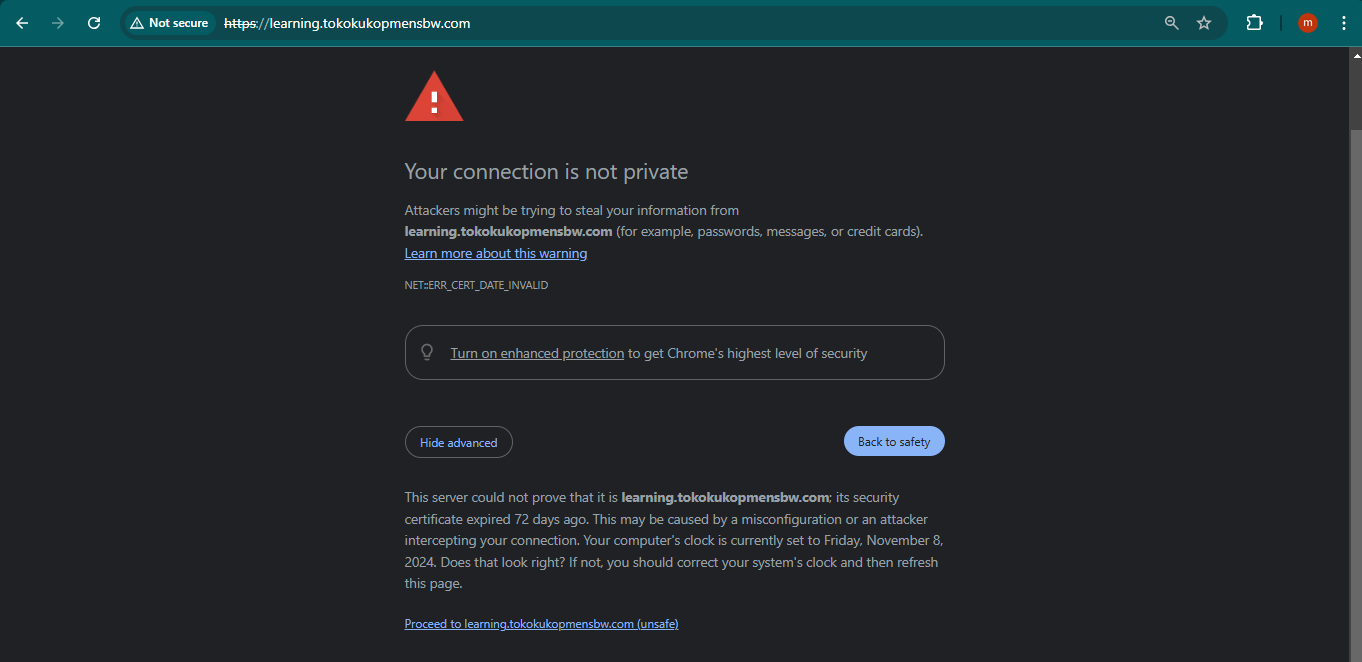 Not secure https://learning.tokokukopmensbw.com m
!
Your connection is not private
Attackers might be trying to steal your information from
learning.tokokukopmensbw.com (for example, passwords, messages, or credit cards).
Learn more about this warning
NET::ERR_CERT_DATE_INVALID
Turn on enhanced protection to get Chrome's highest level of security
Hide advanced
Back to safety
This server could not prove that it is learning.tokokukopmensbw.com; its security
certificate expired 72 days ago. This may be caused by a misconfiguration or an attacker
intercepting your connection. Your computer's clock is currently set to Friday, November 8,
2024. Does that look right? If not, you should correct your system's clock and then refresh
this page.
Proceed to learning.tokokukopmensbw.com (unsafe)